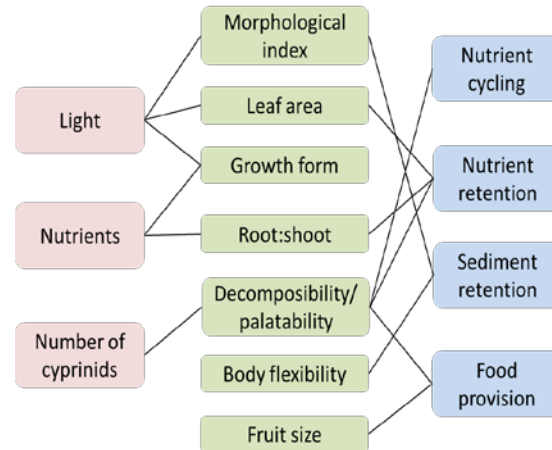 Light
Nutrients
Number of
cyprinids
Morphological
index
Leaf area
Growth form
Root:shoot
Decomposibility/
palatability
Body flexibility
Fruit size
Nutrient
cycling
Nutrient
retention
Sediment
retention
Food
provision